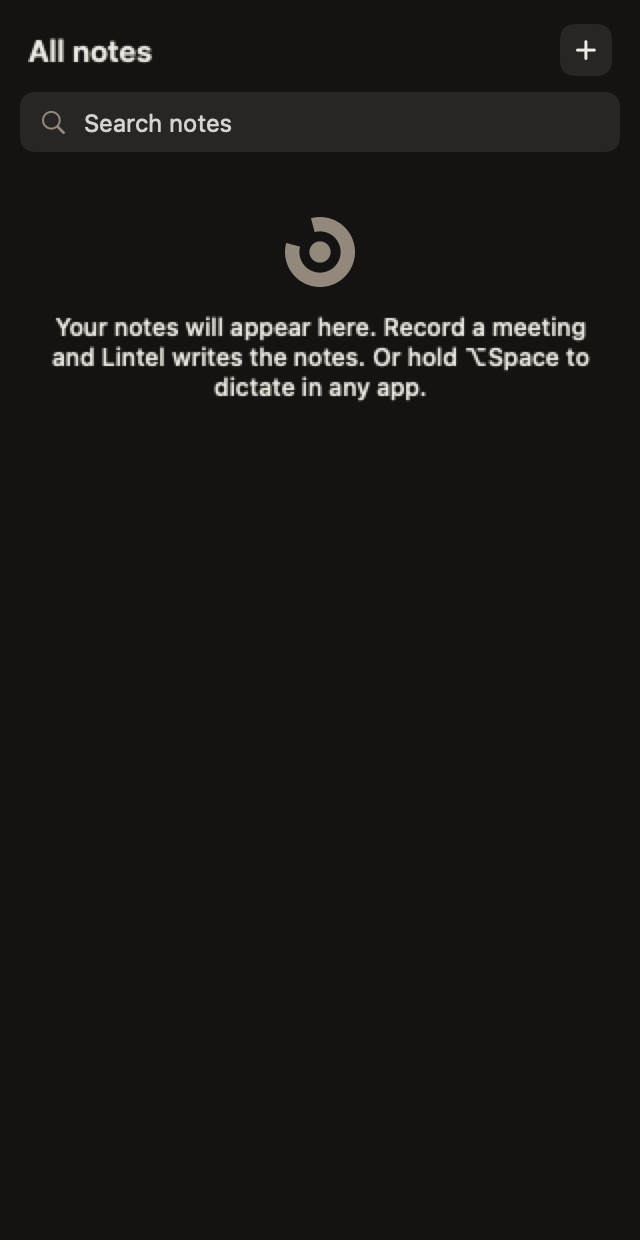 All notes
Search notes
Your notes will appear here. Record a meeting
and Lintel writes the notes. Or hold ⌥Space to
dictate in any app.